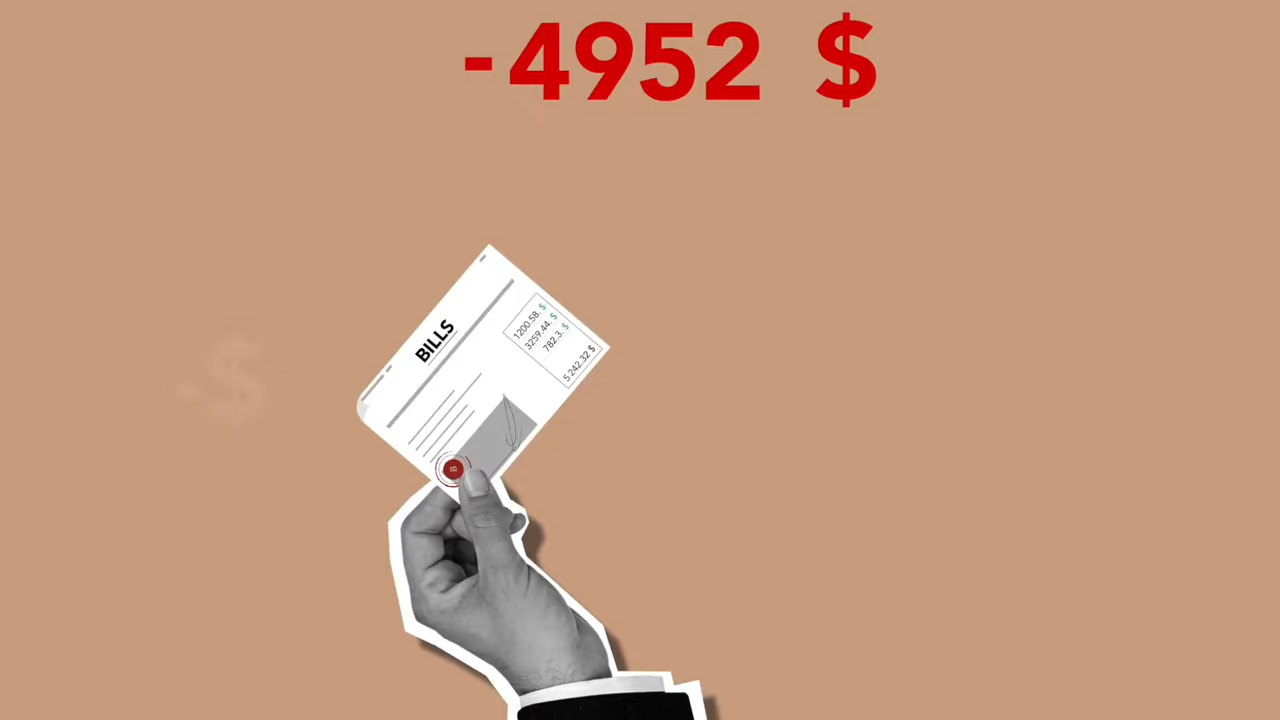 -4952 $
BILLS
1200.58. $
3259.44. $
782.3. $
5 242.32 $
-$